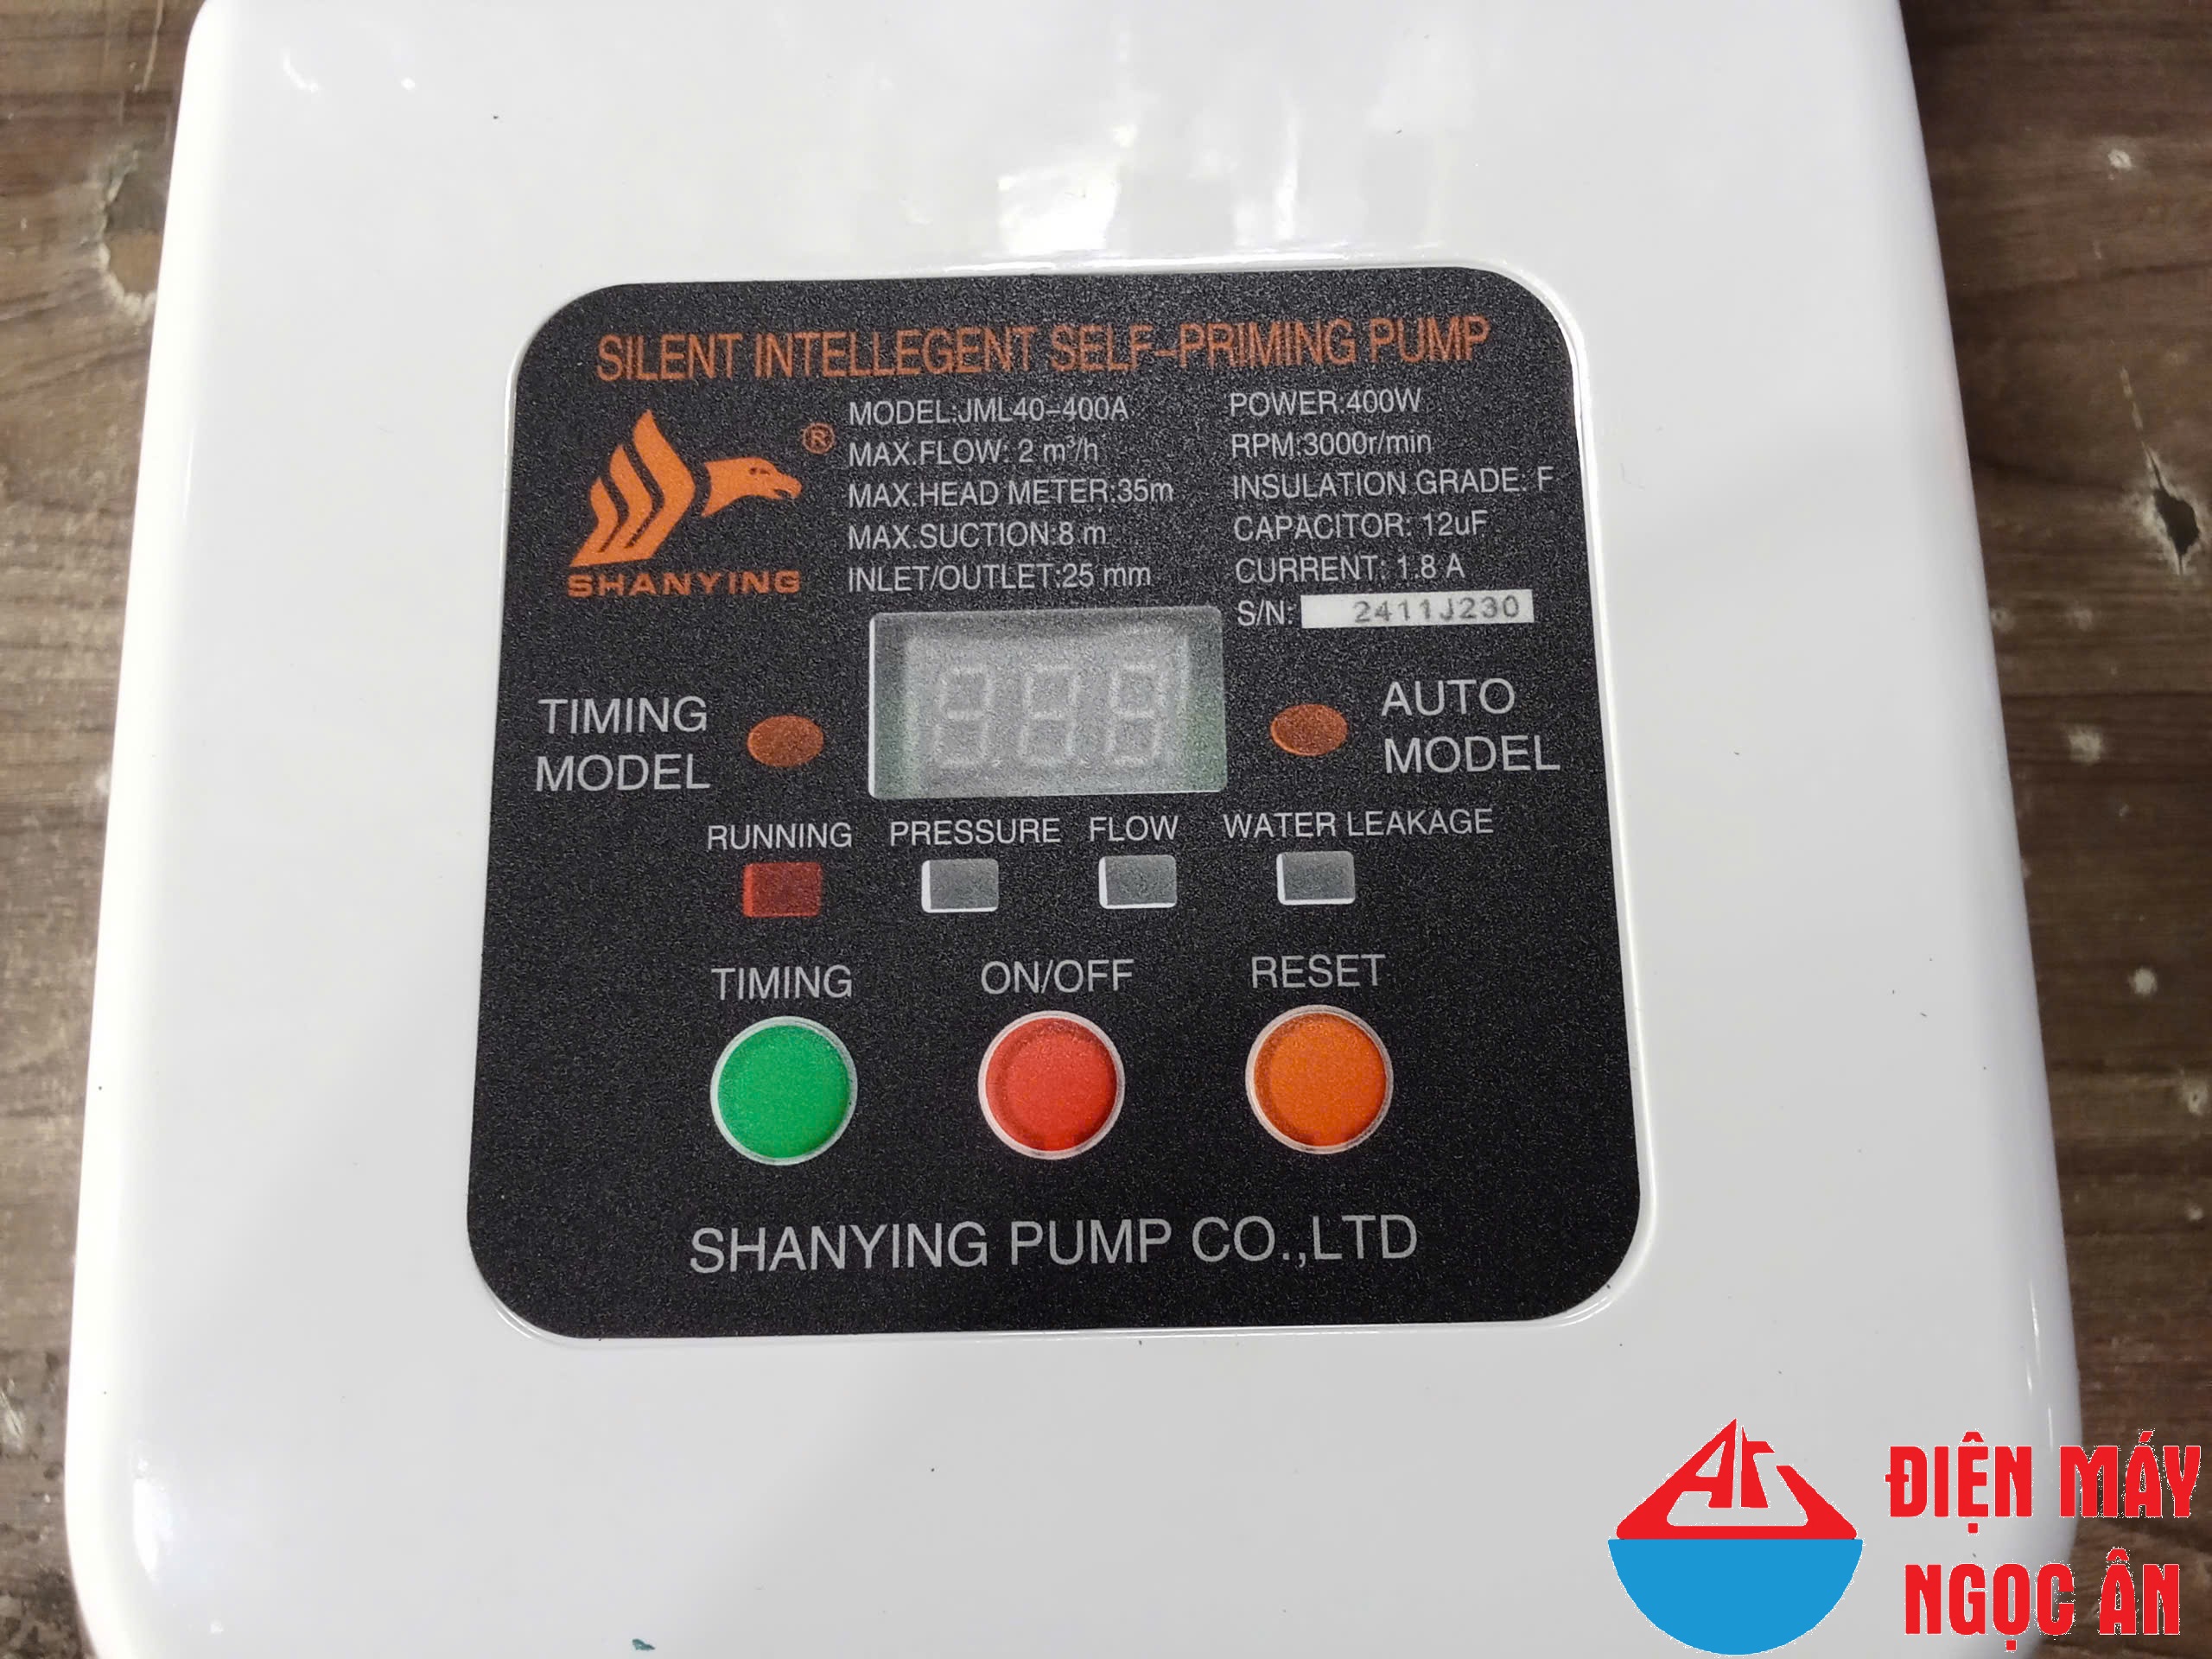 SILENT INTELLEGENT SELF-PRIMING PUMP
MODEL:JML40-400A
MAX.FLOW: 2 m³/h
MAX.HEAD METER:35m
MAX.SUCTION:8 m
INLET/OUTLET:25 mm
POWER:400W
RPM:3000r/min
INSULATION GRADE: F
CAPACITOR: 12uF
CURRENT: 1.8 A
S/N: 2411J230
®
SHANYING
TIMING
MODEL
8.8.8
AUTO
MODEL
RUNNING PRESSURE FLOW WATER LEAKAGE
TIMING ON/OFF RESET
SHANYING PUMP CO.,LTD
ĐIỆN MÁY
NGỌC ÂN